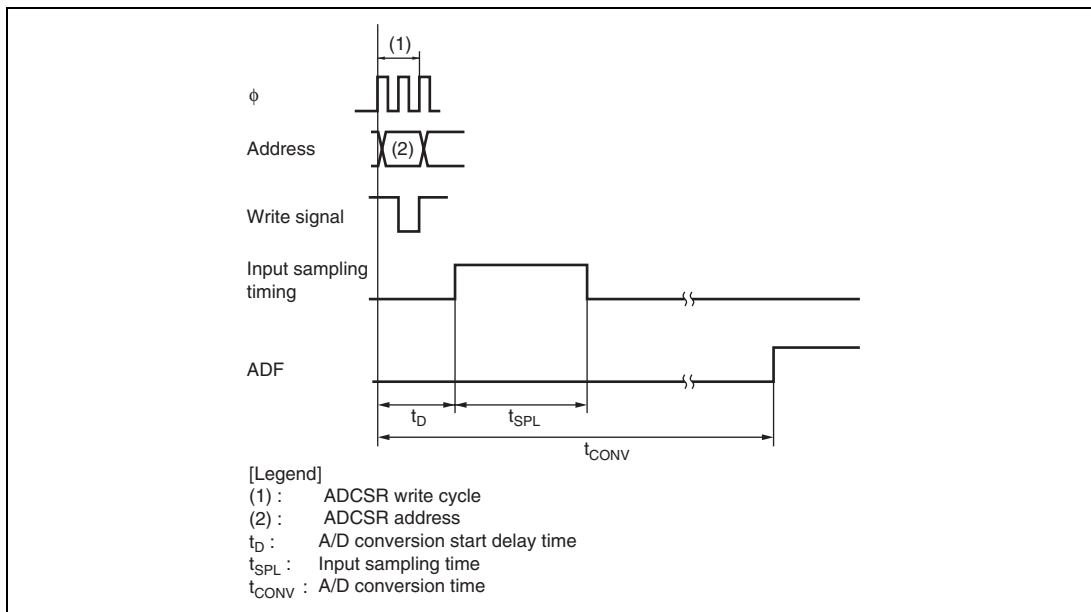 (1)
ϕ
Address
(2)
Write signal
Input sampling
timing
ADF
tD
tSPL
tCONV
[Legend]
(1) : ADCSR write cycle
(2) : ADCSR address
tD : A/D conversion start delay time
tSPL : Input sampling time
tCONV : A/D conversion time